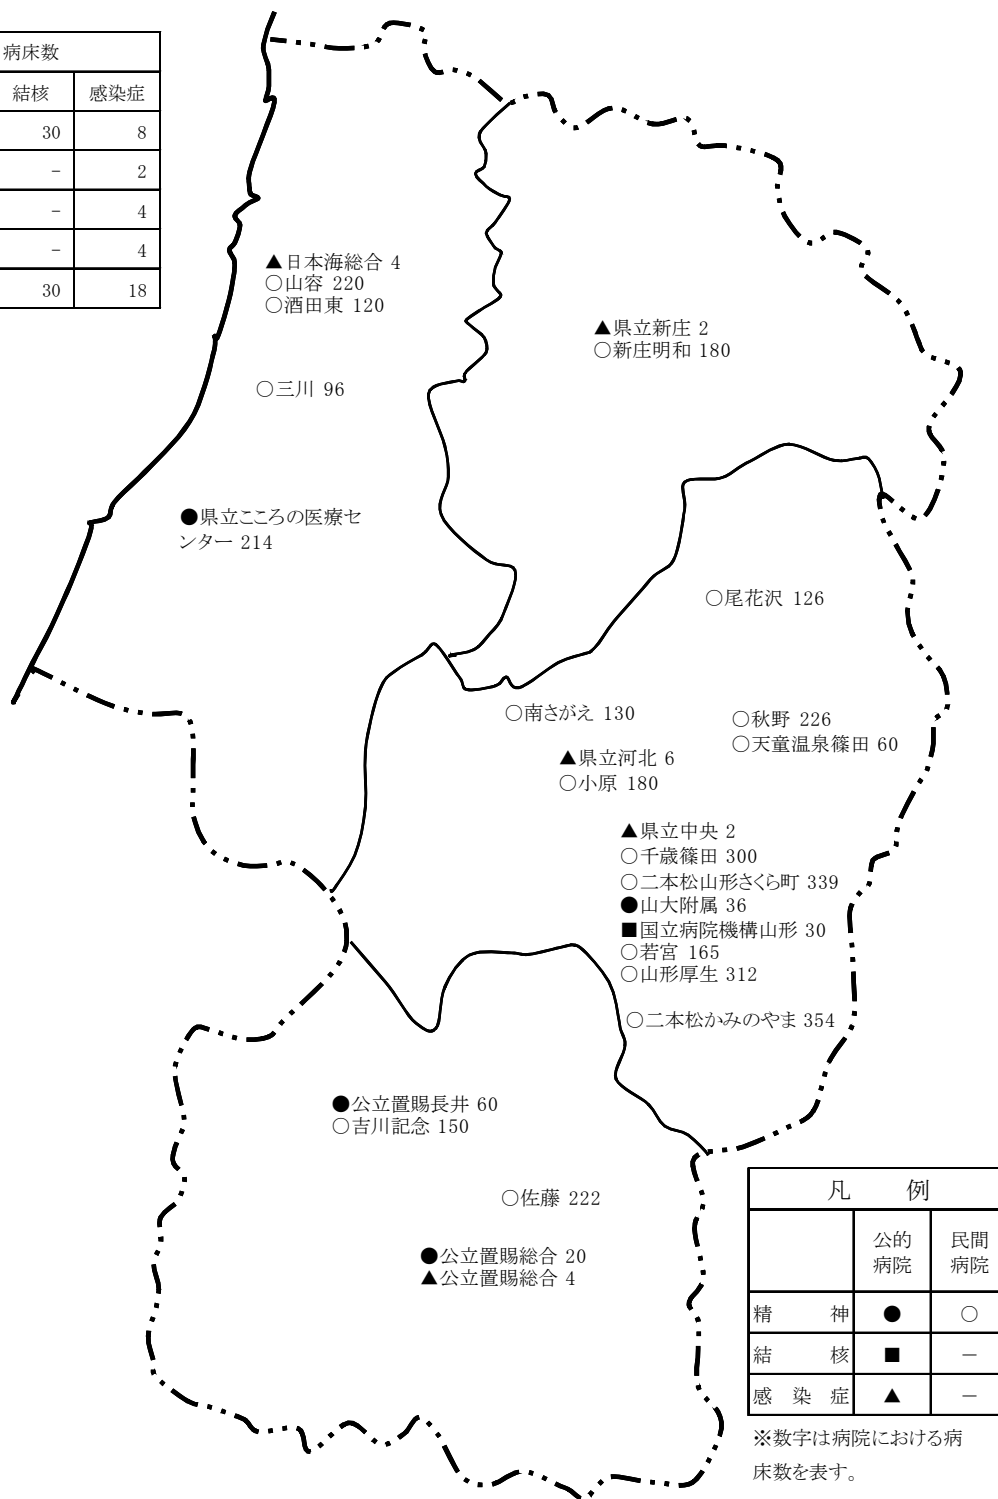 病床数
結核 感染症
30 8
－ 2
－ 4
－ 4
30 18
▲日本海総合 4
○山容 220
○酒田東 120
▲県立新庄 2
○新庄明和 180
○三川 96
●県立こころの医療セ
ンター 214
○尾花沢 126
○南さがえ 130
○秋野 226
○天童温泉篠田 60
▲県立河北 6
○小原 180
▲県立中央 2
○千歳篠田 300
○二本松山形さくら町 339
●山大附属 36
■国立病院機構山形 30
○若宮 165
○山形厚生 312
○二本松かみのやま 354
●公立置賜長井 60
○吉川記念 150
○佐藤 222
●公立置賜総合 20
▲公立置賜総合 4
凡 例
公的 民間
病院 病院
精 神 ● ○
結 核 ■ －
感 染 症 ▲ －
※数字は病院における病
床数を表す。